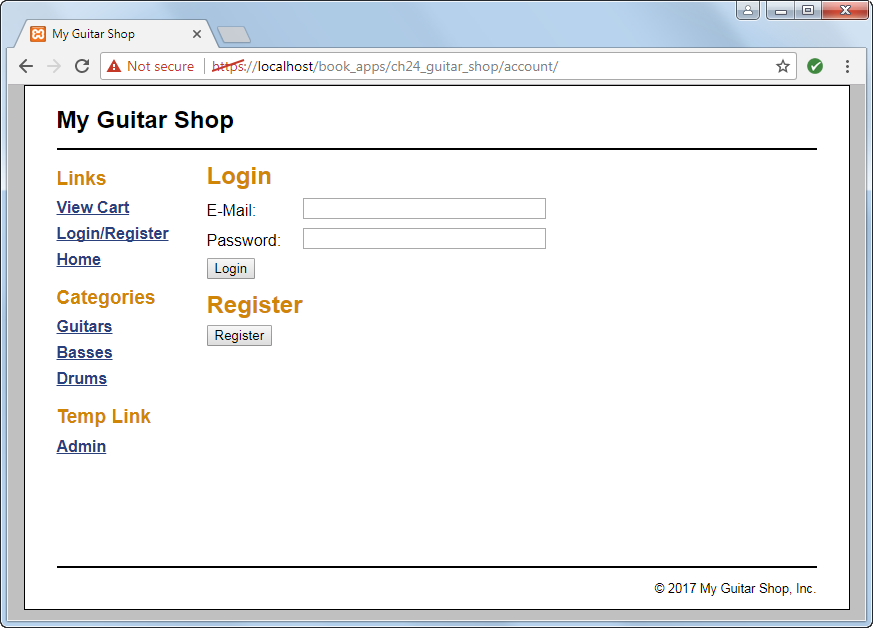 My Guitar Shop
Not secure https://localhost/book_apps/ch24_guitar_shop/account/
My Guitar Shop
Links
View Cart
Login/Register
Home
Categories
Guitars
Basses
Drums
Temp Link
Admin
Login
E-Mail:
Password:
Login
Register
Register
© 2017 My Guitar Shop, Inc.